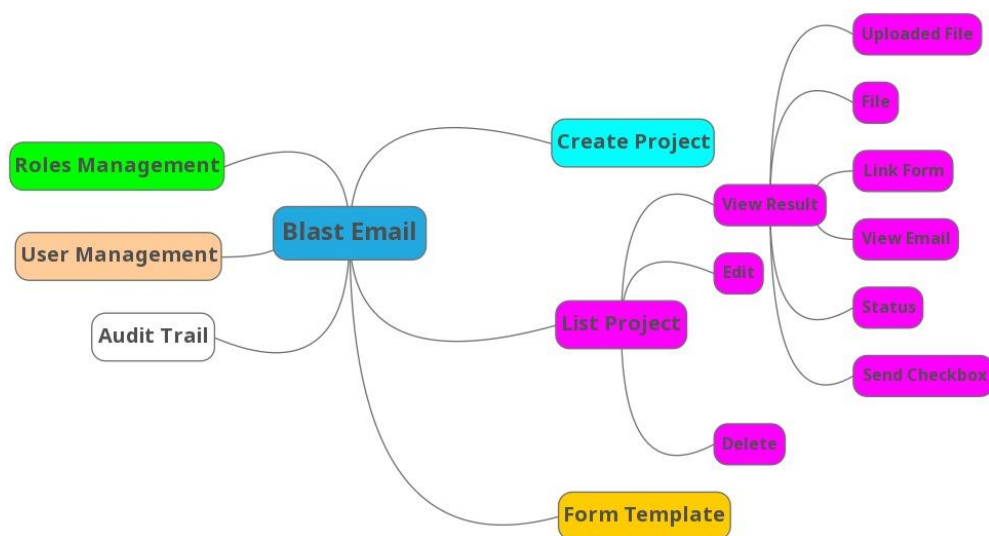 Uploaded File
File
Create Project
Roles Management
Link Form
View Result
Blast Email
View Email
User Management
Edit
Status
List Project
Audit Trail
Send Checkbox
Delete
Form Template